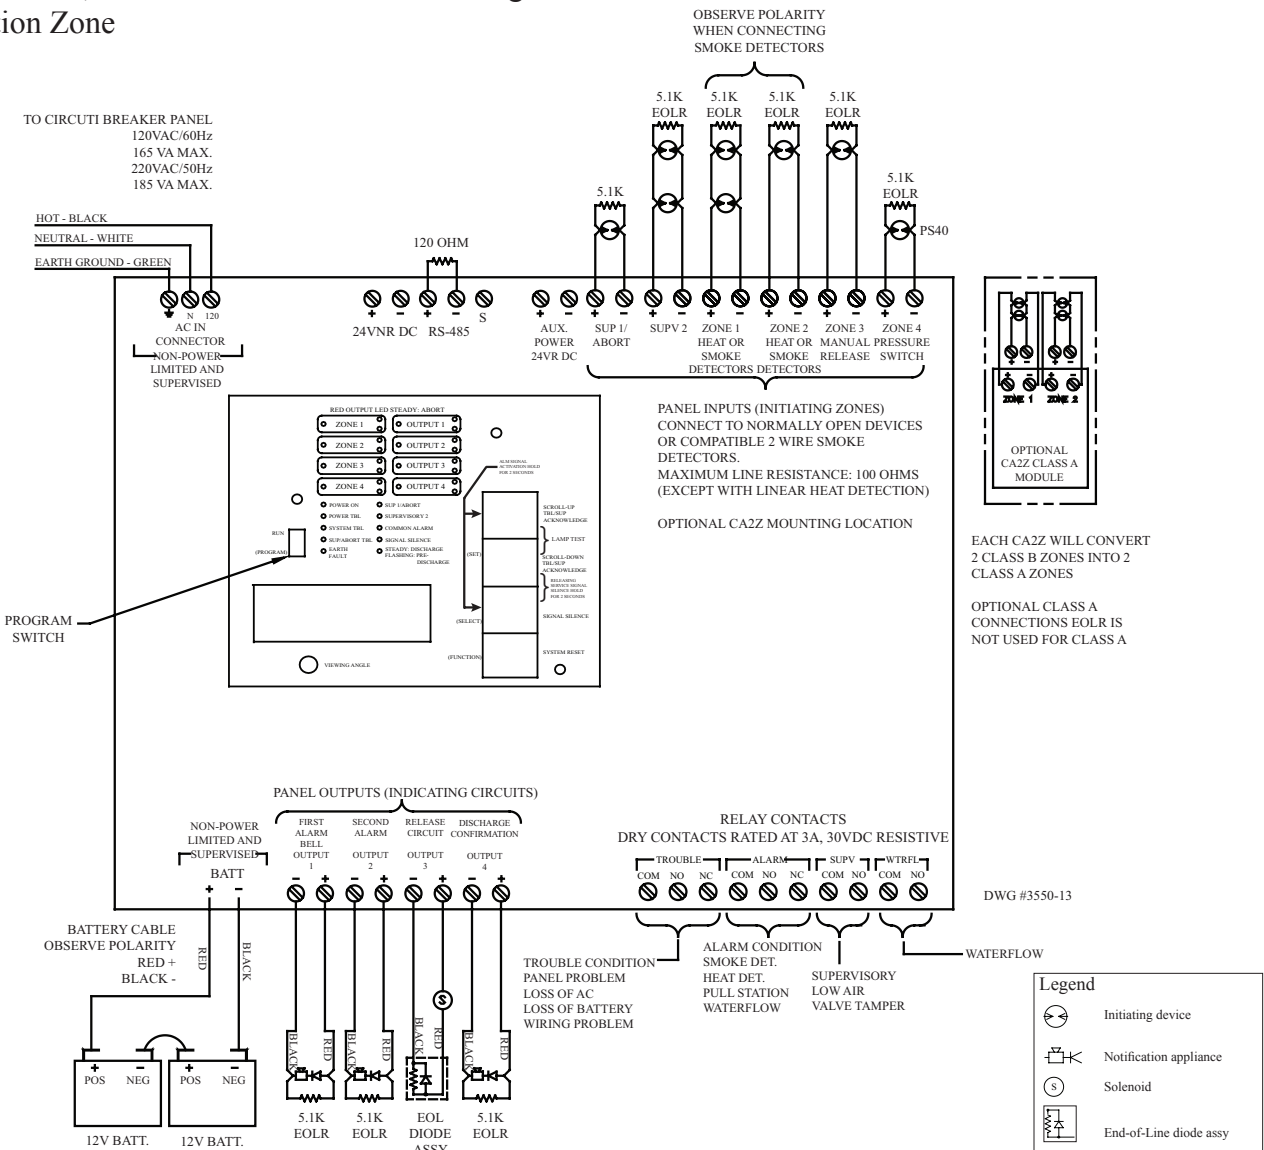 tion Zone
OBSERVE POLARITY
WHEN CONNECTING
SMOKE DETECTORS
TO CIRCUTI BREAKER PANEL
120VAC/60Hz
165 VA MAX.
220VAC/50Hz
185 VA MAX.
5.1K
EOLR
5.1K
EOLR
5.1K
EOLR
5.1K
EOLR
5.1K
5.1K
EOLR
PS40
HOT - BLACK
NEUTRAL - WHITE
EARTH GROUND - GREEN
120 OHM
N 120
AC IN
CONNECTOR
NON-POWER
LIMITED AND
SUPERVISED
+ - + - S
24VNR DC RS-485
+ - + - + - + - + - + - + -
AUX.
POWER
24VR DC
SUP 1/
ABORT
SUPV 2
ZONE 1
HEAT OR
SMOKE
DETECTORS
ZONE 2
HEAT OR
SMOKE
DETECTORS
ZONE 3
MANUAL
RELEASE
ZONE 4
PRESSURE
SWITCH
PANEL INPUTS (INITIATING ZONES)
CONNECT TO NORMALLY OPEN DEVICES
OR COMPATIBLE 2 WIRE SMOKE
DETECTORS.
MAXIMUM LINE RESISTANCE: 100 OHMS
(EXCEPT WITH LINEAR HEAT DETECTION)
OPTIONAL CA2Z MOUNTING LOCATION
+ - + -
+ - + -
ZONE 1 ZONE 2
OPTIONAL
CA2Z CLASS A
MODULE
EACH CA2Z WILL CONVERT
2 CLASS B ZONES INTO 2
CLASS A ZONES
OPTIONAL CLASS A
CONNECTIONS EOLR IS
NOT USED FOR CLASS A
RED OUTPUT LED STEADY: ABORT
ZONE 1 OUTPUT 1
ZONE 2 OUTPUT 2
ZONE 3 OUTPUT 3
ZONE 4 OUTPUT 4
POWER ON SUP 1/ABORT
POWER TBL SUPERVISORY 2
SYSTEM TBL COMMON ALARM
SUP/ABORT TBL SIGNAL SILENCE
EARTH
FAULT
STEADY: DISCHARGE
FLASHING: PRE-
DISCHARGE
RUN
(PROGRAM)
PROGRAM
SWITCH
VIEWING ANGLE
ACTIVATION HOLD
FOR 2 SECONDS
SCROLL-UP
TBL/SUP
ACKNOWLEDGE
LAMP TEST
(SET)
SCROLL-DOWN
TBL/SUP
ACKNOWLEDGE
RELEASING
SERVICE SIGNAL
SILENCE HOLD
FOR 2 SECONDS
(SELECT)
SIGNAL SILENCE
(FUNCTION)
SYSTEM RESET
PANEL OUTPUTS (INDICATING CIRCUITS)
NON-POWER
LIMITED AND
SUPERVISED
BATT
+ -
FIRST
ALARM
BELL
OUTPUT
1
SECOND
ALARM
OUTPUT
2
RELEASE
CIRCUIT
OUTPUT
3
DISCHARGE
CONFIRMATION
OUTPUT
4
- + - + - + - +
RELAY CONTACTS
DRY CONTACTS RATED AT 3A, 30VDC RESISTIVE
TROUBLE ALARM SUPV WTRFL
COM NO NC COM NO NC COM NO COM NO
DWG #3550-13
BATTERY CABLE
OBSERVE POLARITY
RED +
BLACK -
RED
BLACK
+ - + -
POS NEG POS NEG
12V BATT. 12V BATT.
BLACK RED
BLACK RED
S
BLACK RED
BLACK RED
5.1K
EOLR
5.1K
EOLR
EOL
DIODE
ASSY
5.1K
EOLR
TROUBLE CONDITION
PANEL PROBLEM
LOSS OF AC
LOSS OF BATTERY
WIRING PROBLEM
ALARM CONDITION
SMOKE DET.
HEAT DET.
PULL STATION
WATERFLOW
SUPERVISORY
LOW AIR
VALVE TAMPER
WATERFLOW
Legend
Initiating device
Notification appliance
S Solenoid
End-of-Line diode assy